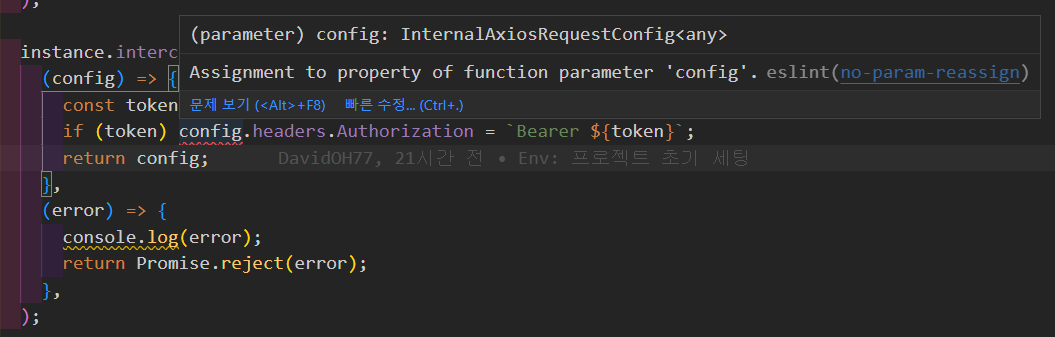 );
(parameter) config: InternalAxiosRequestConfig<any>
instance.interc
Assignment to property of function parameter 'config'. eslint(no-param-reassign)
(config) => {
문제 보기 (<Alt>+F8) 빠른 수정... (Ctrl+.)
const token
if (token) config.headers.Authorization = `Bearer ${token}`;
return config; DavidOH77, 21시간 전 • Env: 프로젝트 초기 세팅
},
(error) => {
console.log(error);
return Promise.reject(error);
},
);